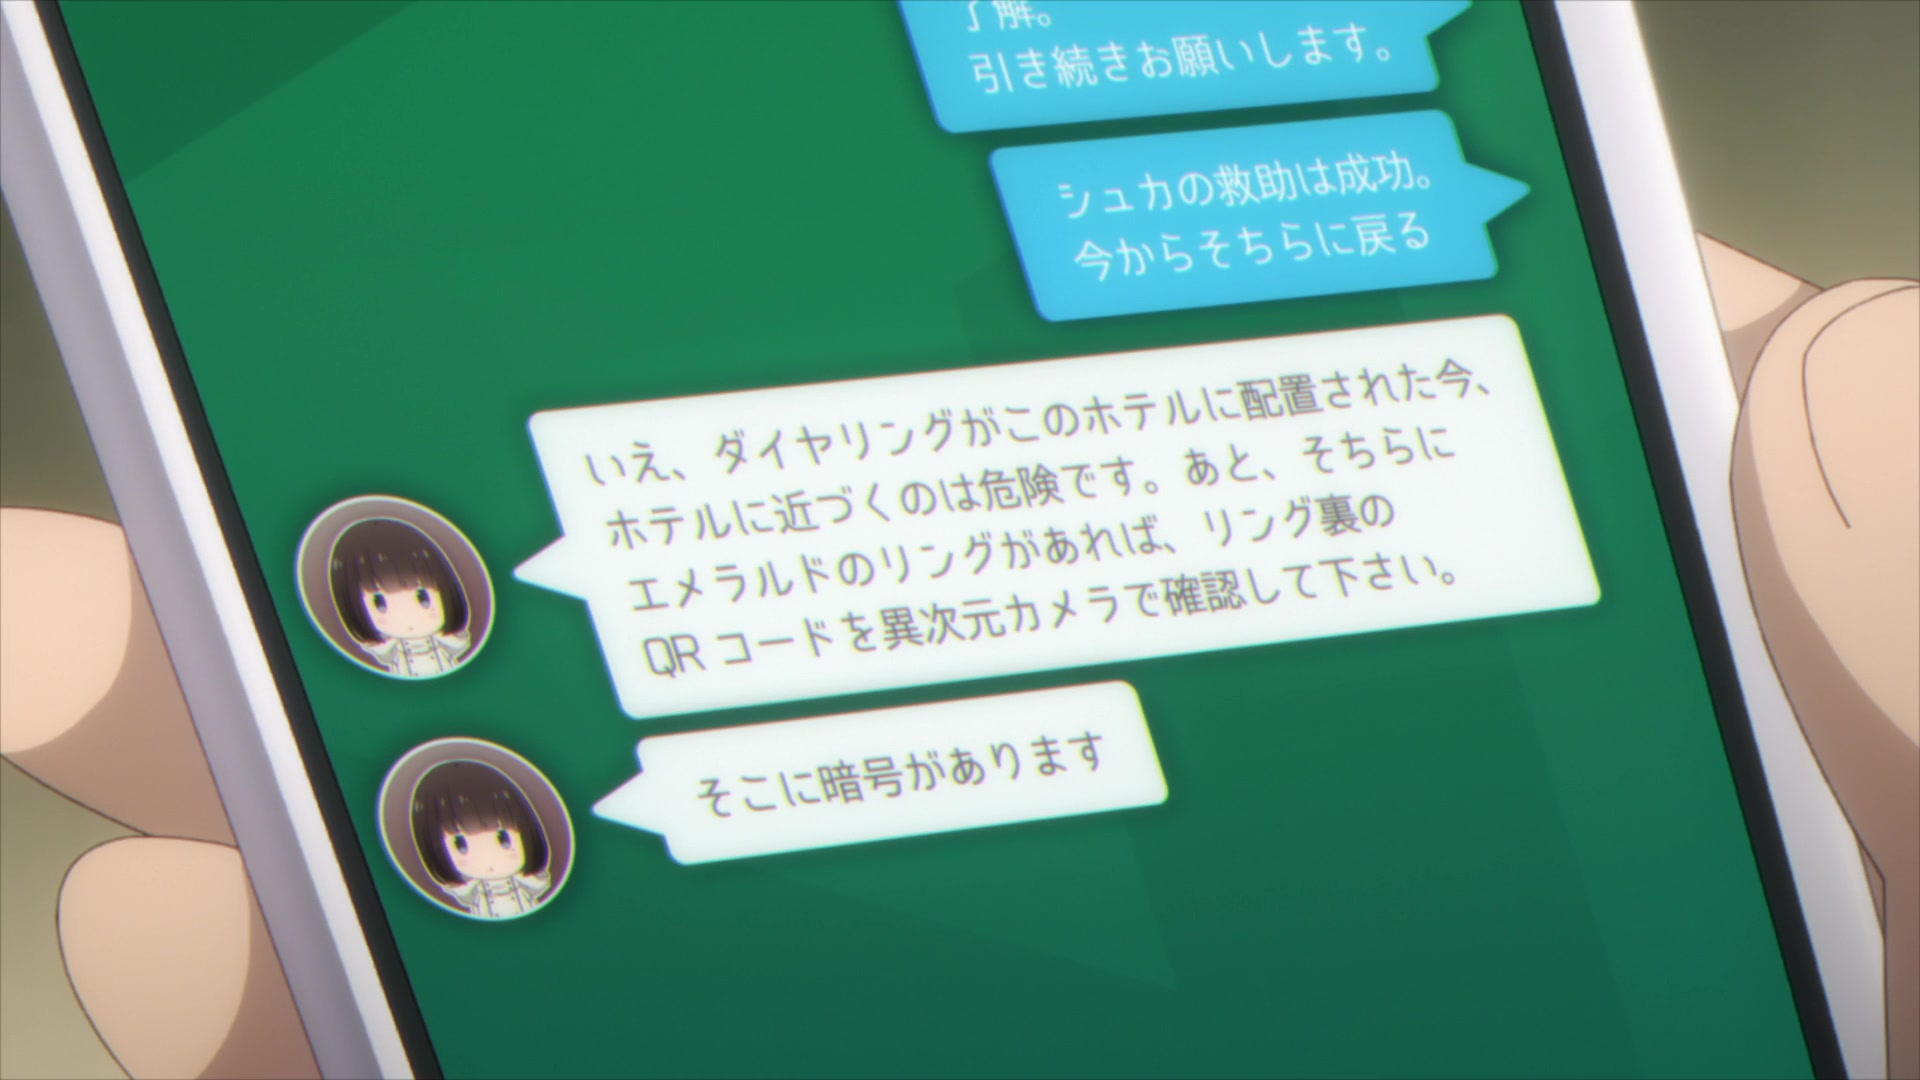 了解。
引き続きお願いします。
シュカの救助は成功。
今からそちらに戻る
いえ、ダイヤリングがこのホテルに配置された今、
ホテルに近づくのは危険です。あと、そちらに
エメラルドのリングがあれば、リング裏の
QRコードを異次元カメラで確認して下さい。
そこに暗号があります